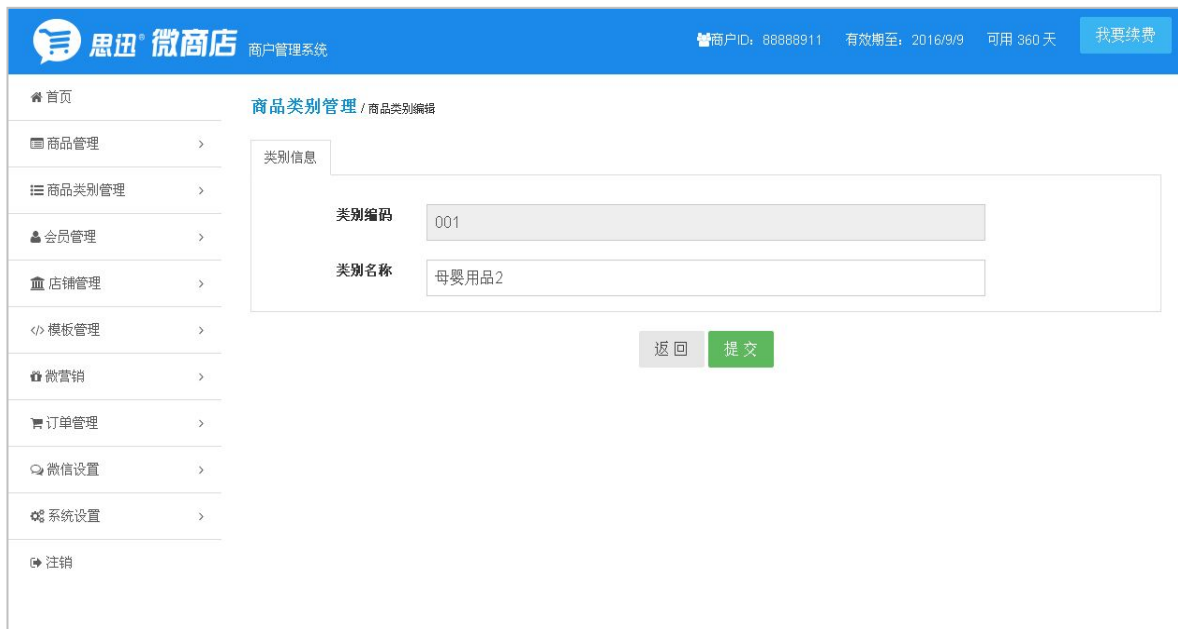 思迅® 微商店 商户管理系统 商户ID：88888911 有效期至：2016/9/9 可用 360 天 我要续费
首页
商品管理
商品类别管理
会员管理
店铺管理
模板管理
微营销
订单管理
微信设置
系统设置
注销
商品类别管理 / 商品类别编辑
类别信息
类别编码 001
类别名称 母婴用品2
返回 提交